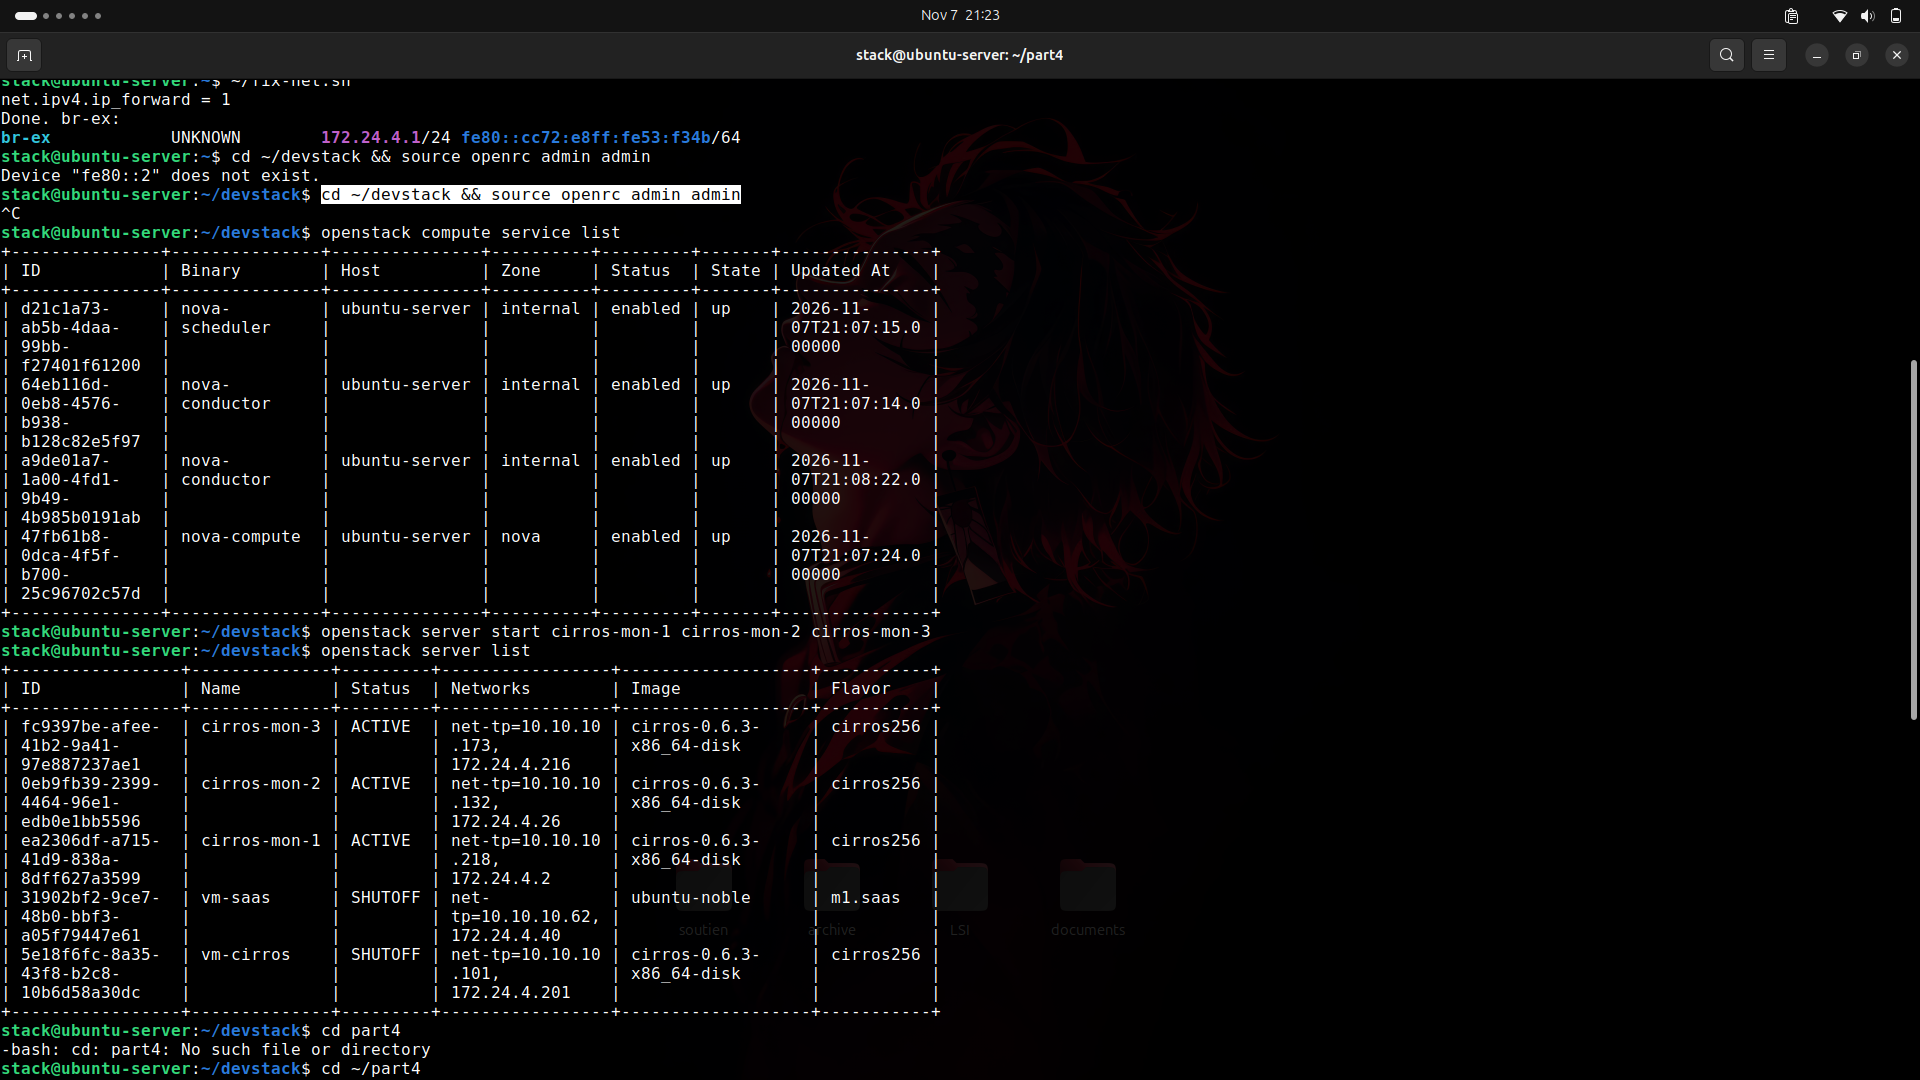 Nov 7 21:23
stack@ubuntu-server: ~/part4
stack@ubuntu-server:~$ ~/fix-net.sh
net.ipv4.ip_forward = 1
Done. br-ex:
br-ex            UNKNOWN        172.24.4.1/24 fe80::cc72:e8ff:fe53:f34b/64
stack@ubuntu-server:~$ cd ~/devstack && source openrc admin admin
Device "fe80::2" does not exist.
stack@ubuntu-server:~/devstack$ cd ~/devstack && source openrc admin admin
^C
stack@ubuntu-server:~/devstack$ openstack compute service list
+---------------+---------------+---------------+----------+---------+-------+---------------+
| ID            | Binary        | Host          | Zone     | Status  | State | Updated At    |
+---------------+---------------+---------------+----------+---------+-------+---------------+
| d21c1a73-     | nova-         | ubuntu-server | internal | enabled | up    | 2026-11-      |
| ab5b-4daa-    | scheduler     |               |          |         |       | 07T21:07:15.0 |
| 99bb-         |               |               |          |         |       | 00000         |
| f27401f61200  |               |               |          |         |       |               |
| 64eb116d-     | nova-         | ubuntu-server | internal | enabled | up    | 2026-11-      |
| 0eb8-4576-    | conductor     |               |          |         |       | 07T21:07:14.0 |
| b938-         |               |               |          |         |       | 00000         |
| b128c82e5f97  |               |               |          |         |       |               |
| a9de01a7-     | nova-         | ubuntu-server | internal | enabled | up    | 2026-11-      |
| 1a00-4fd1-    | conductor     |               |          |         |       | 07T21:08:22.0 |
| 9b49-         |               |               |          |         |       | 00000         |
| 4b985b0191ab  |               |               |          |         |       |               |
| 47fb61b8-     | nova-compute  | ubuntu-server | nova     | enabled | up    | 2026-11-      |
| 0dca-4f5f-    |               |               |          |         |       | 07T21:07:24.0 |
| b700-         |               |               |          |         |       | 00000         |
| 25c96702c57d  |               |               |          |         |       |               |
+---------------+---------------+---------------+----------+---------+-------+---------------+
stack@ubuntu-server:~/devstack$ openstack server start cirros-mon-1 cirros-mon-2 cirros-mon-3
stack@ubuntu-server:~/devstack$ openstack server list
+-----------------+--------------+---------+-----------------+-------------------+-----------+
| ID              | Name         | Status  | Networks        | Image             | Flavor    |
+-----------------+--------------+---------+-----------------+-------------------+-----------+
| fc9397be-afee-  | cirros-mon-3 | ACTIVE  | net-tp=10.10.10 | cirros-0.6.3-     | cirros256 |
| 41b2-9a41-      |              |         | .173,           | x86_64-disk       |           |
| 97e887237ae1    |              |         | 172.24.4.216    |                   |           |
| 0eb9fb39-2399-  | cirros-mon-2 | ACTIVE  | net-tp=10.10.10 | cirros-0.6.3-     | cirros256 |
| 4464-96e1-      |              |         | .132,           | x86_64-disk       |           |
| edb0e1bb5596    |              |         | 172.24.4.26     |                   |           |
| ea2306df-a715-  | cirros-mon-1 | ACTIVE  | net-tp=10.10.10 | cirros-0.6.3-     | cirros256 |
| 41d9-838a-      |              |         | .218,           | x86_64-disk       |           |
| 8dff627a3599    |              |         | 172.24.4.2      |                   |           |
| 31902bf2-9ce7-  | vm-saas      | SHUTOFF | net-            | ubuntu-noble      | m1.saas   |
| 48b0-bbf3-      |              |         | tp=10.10.10.62, |                   |           |
| a05f79447e61    |              |         | 172.24.4.40     |                   |           |
| 5e18f6fc-8a35-  | vm-cirros    | SHUTOFF | net-tp=10.10.10 | cirros-0.6.3-     | cirros256 |
| 43f8-b2c8-      |              |         | .101,           | x86_64-disk       |           |
| 10b6d58a30dc    |              |         | 172.24.4.201    |                   |           |
+-----------------+--------------+---------+-----------------+-------------------+-----------+
stack@ubuntu-server:~/devstack$ cd part4
-bash: cd: part4: No such file or directory
stack@ubuntu-server:~/devstack$ cd ~/part4
soutien
archive
LSI
documents